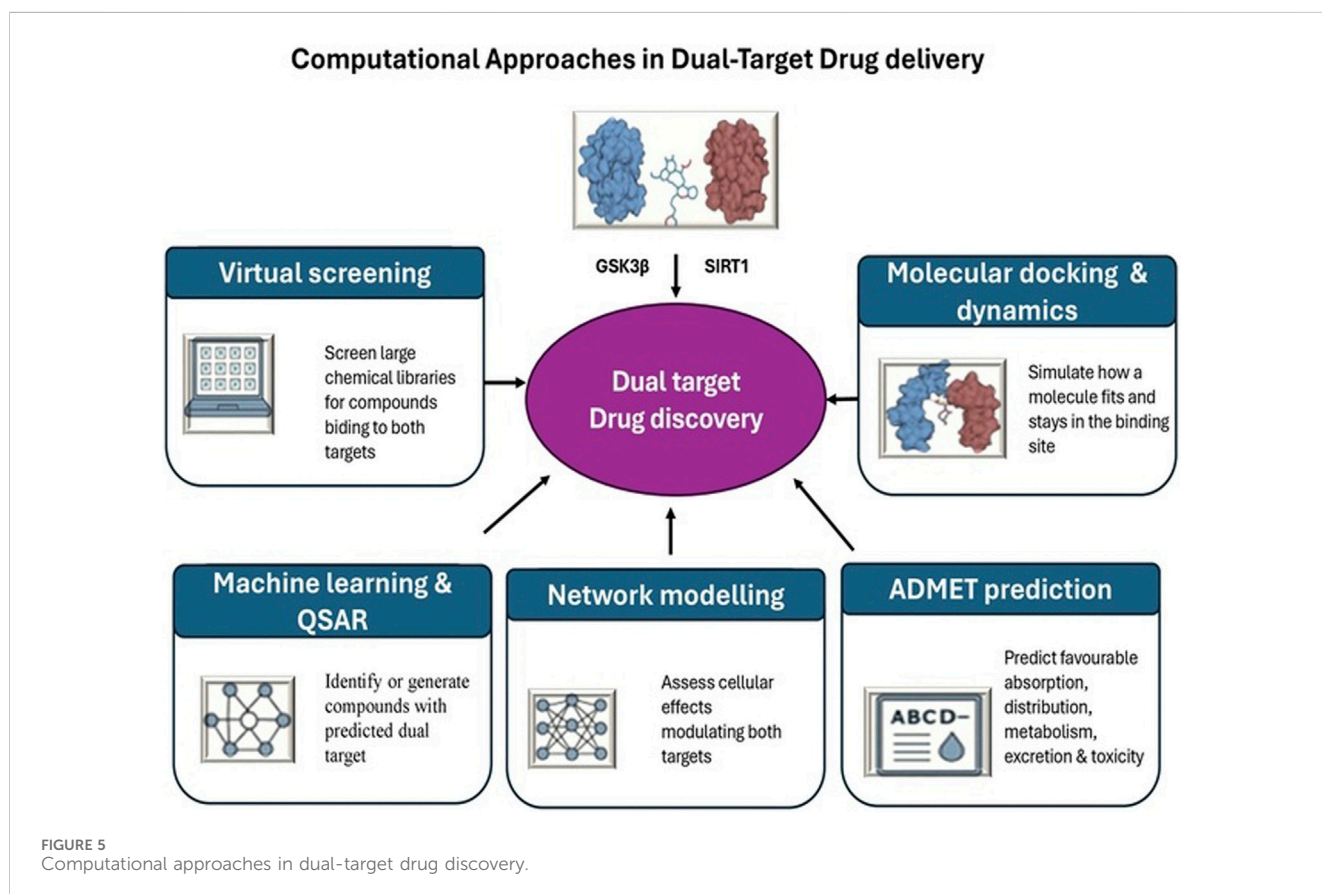 Computational Approaches in Dual-Target Drug delivery
GSK3β
SIRT1
Virtual screening
Screen large
chemical libraries
for compounds
biding to both
targets
Dual target
Drug discovery
Molecular docking &
dynamics
Simulate how a
molecule fits and
stays in the binding
site
Machine learning &
QSAR
Identify or generate
compounds with
predicted dual
target
Network modelling
Assess cellular
effects
modulating both
targets
ADMET prediction
ABCD–
Predict favourable
absorption,
distribution,
metabolism,
excretion & toxicity
FIGURE 5
Computational approaches in dual-target drug discovery.